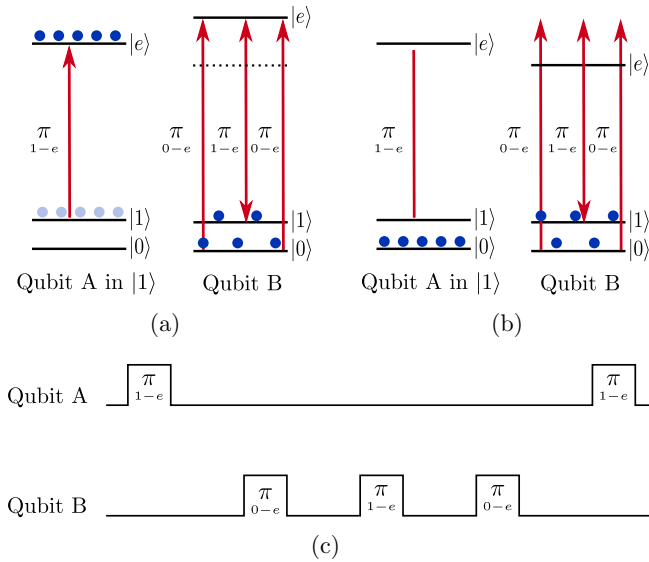 |e⟩
|e⟩
|e⟩
|e⟩
π
1−e
π
0−e
π
1−e
π
0−e
π
1−e
π
0−e
π
1−e
π
0−e
|1⟩
|1⟩
|1⟩
|1⟩
|0⟩
|0⟩
|0⟩
|0⟩
Qubit A in |1⟩
Qubit B
Qubit A in |1⟩
Qubit B
(a)
(b)
Qubit A
π
1−e
π
1−e
Qubit B
π
0−e
π
1−e
π
0−e
(c)